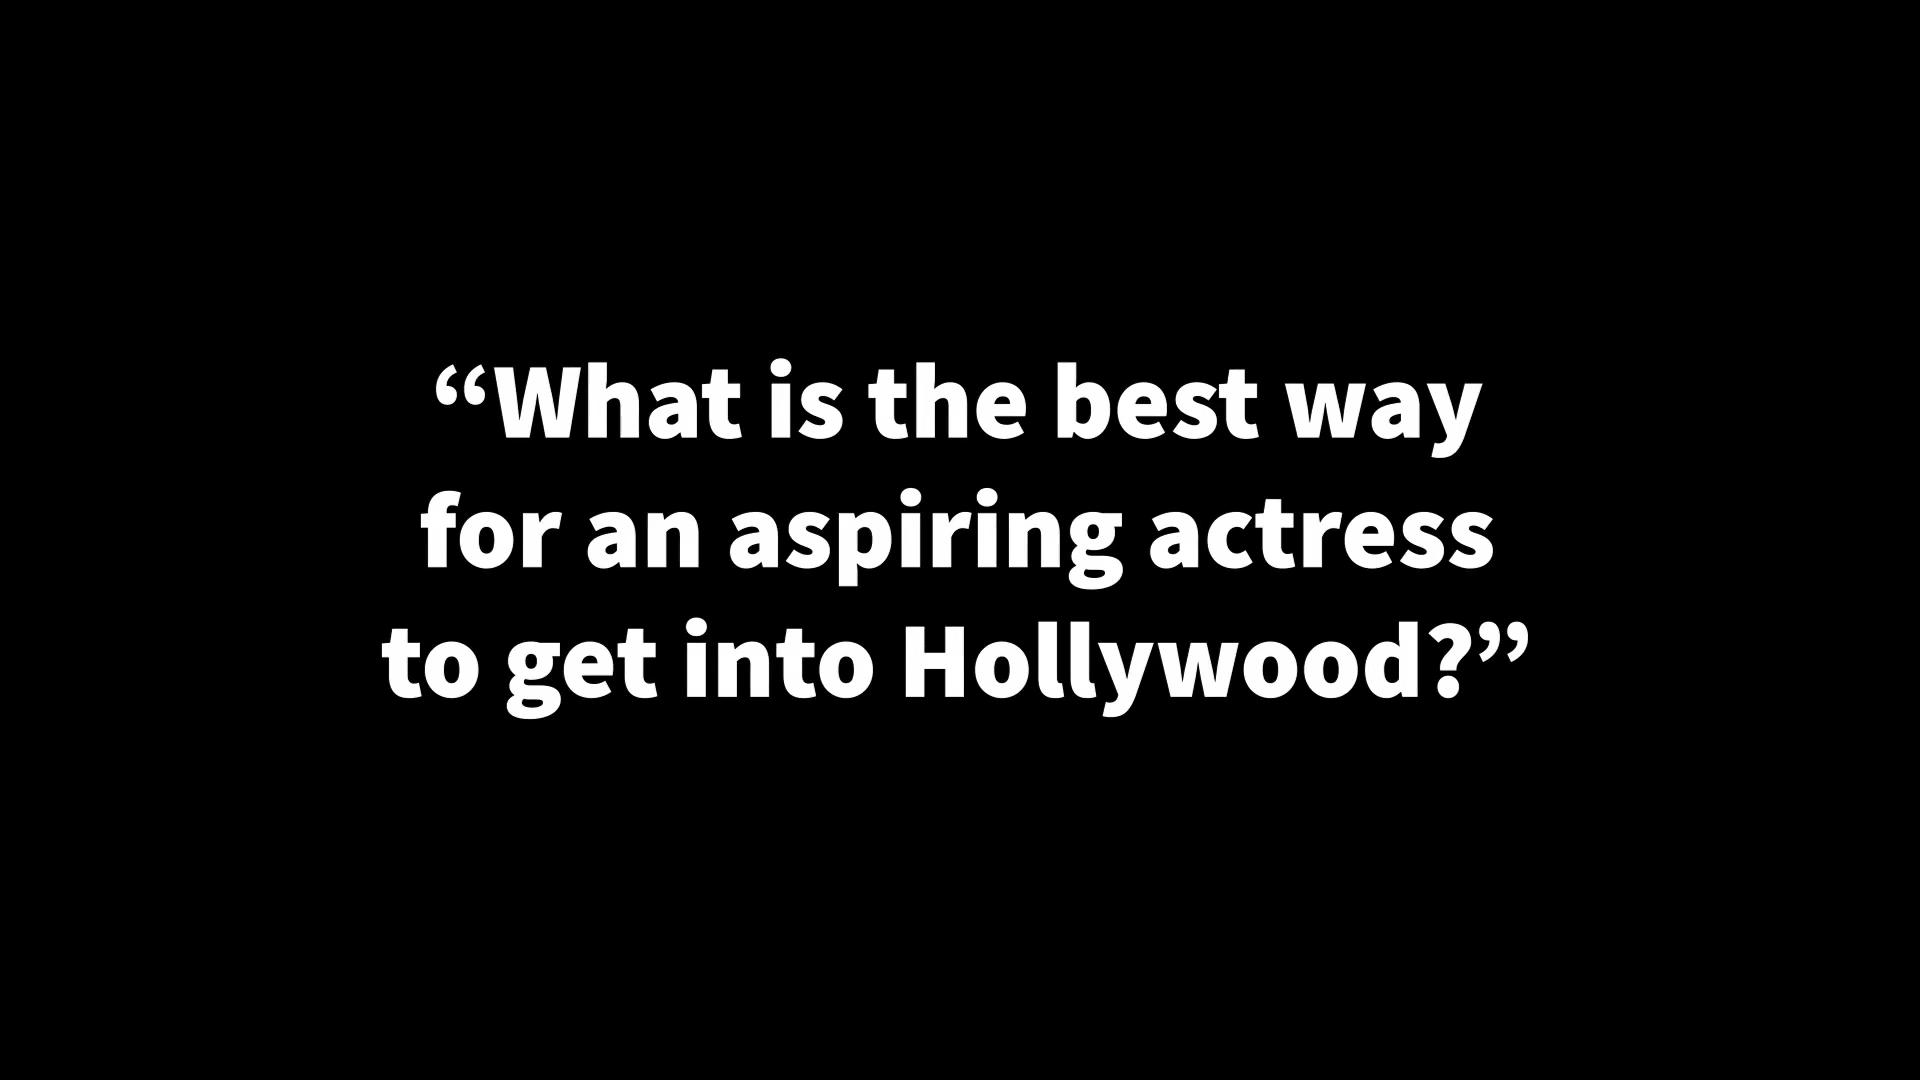 “What is the best way
for an aspiring actress
to get into Hollywood?”